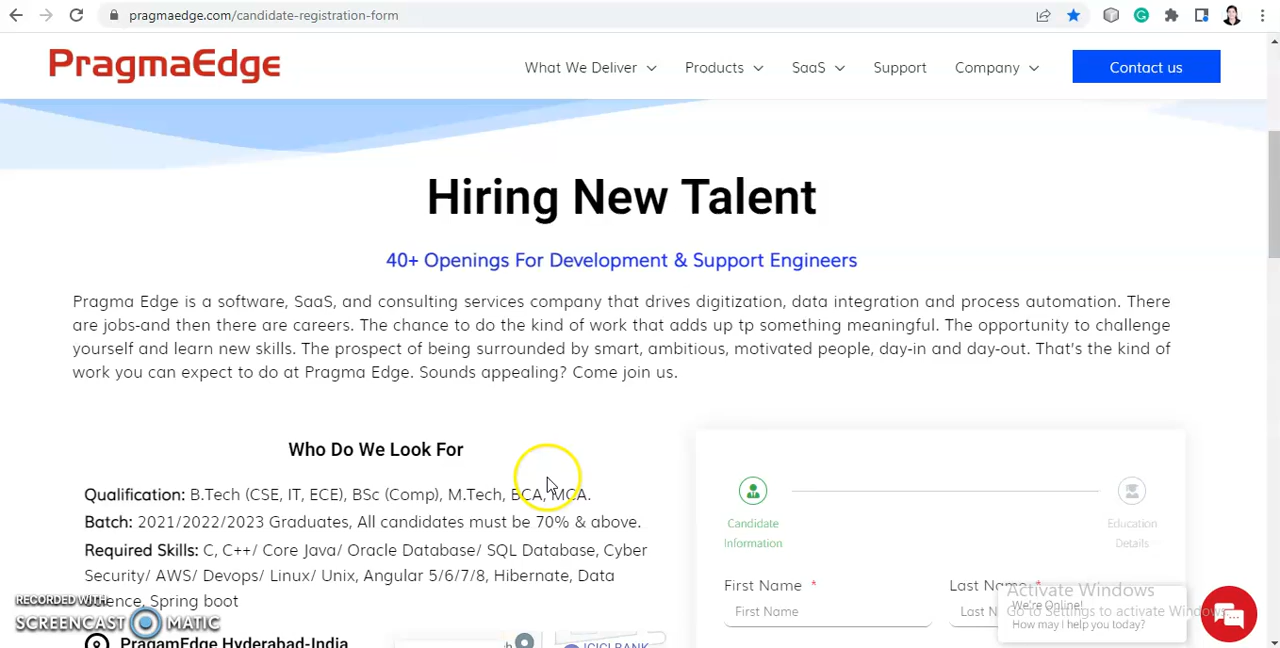 pragmaedge.com/candidate-registration-form
PragmaEdge
What We Deliver
Products
SaaS
Support
Company
Contact us
Hiring New Talent
40+ Openings For Development & Support Engineers
Pragma Edge is a software, SaaS, and consulting services company that drives digitization, data integration and process automation. There
are jobs-and then there are careers. The chance to do the kind of work that adds up tp something meaningful. The opportunity to challenge
yourself and learn new skills. The prospect of being surrounded by smart, ambitious, motivated people, day-in and day-out. That's the kind of
work you can expect to do at Pragma Edge. Sounds appealing? Come join us.
Who Do We Look For
Qualification: B.Tech (CSE, IT, ECE), BSc (Comp), M.Tech, BCA, MCA.
Batch: 2021/2022/2023 Graduates, All candidates must be 70% & above.
Required Skills: C, C++/ Core Java/ Oracle Database/ SQL Database, Cyber
Security/ AWS/ Devops/ Linux/ Unix, Angular 5/6/7/8, Hibernate, Data
Science, Spring boot
PragamEdge Hyderabad-India
ICICI BANK
Candidate
Information
Education
Details
First Name *
Last Name *
First Name
Last N
We're Online!
How may I help you today?
Activate Windows
Go to Settings to activate Windows.
RECORDED WITH
SCREENCAST MATIC